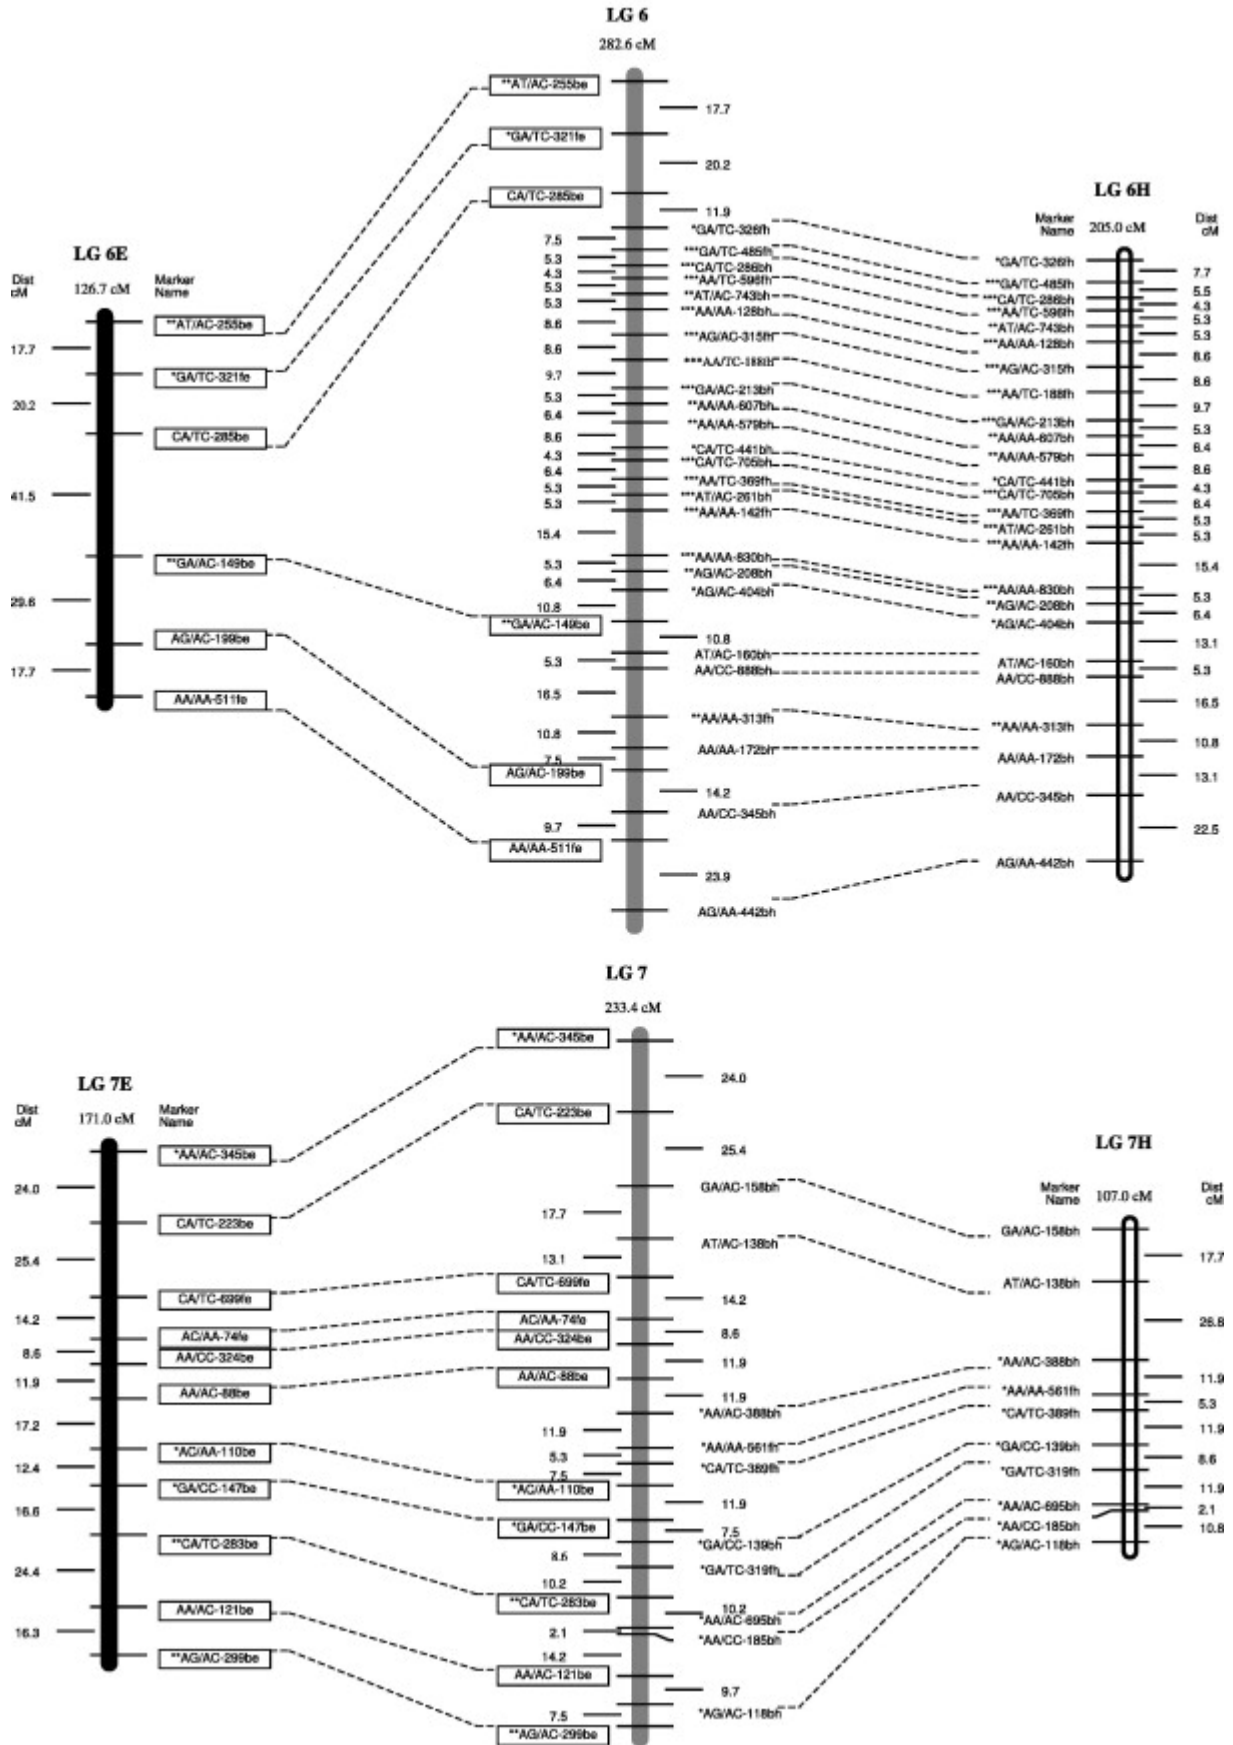 LG 6
282.6 cM
**AT/AC-255be
17.7
*GA/TC-321fe
20.2
CA/TC-285be
11.9
*GA/TC-326fh
7.5
***GA/TC-485fh
5.3
***CA/TC-286bh
4.3
***AA/TC-596fh
5.3
**AT/AC-743bh
5.3
***AA/AA-128bh
8.6
***AG/AC-315fh
8.6
***AA/TC-188fh
9.7
***GA/AC-213bh
5.3
**AA/AA-607bh
6.4
**AA/AA-579bh
8.6
*CA/TC-441bh
4.3
***CA/TC-705bh
6.4
***AA/TC-369fh
5.3
***AT/AC-261bh
5.3
***AA/AA-142fh
15.4
***AA/AA-830bh
5.3
**AG/AC-208bh
6.4
*AG/AC-404bh
10.8
**GA/AC-149be
10.8
AT/AC-160bh
5.3
AA/CC-888bh
16.5
**AA/AA-313fh
10.8
AA/AA-172bh
7.5
AG/AC-199be
14.2
AA/CC-345bh
9.7
AA/AA-511fe
23.9
AG/AA-442bh
LG 6E
Dist cM
126.7 cM
Marker Name
**AT/AC-255be
17.7
*GA/TC-321fe
20.2
CA/TC-285be
41.5
**GA/AC-149be
29.6
AG/AC-199be
17.7
AA/AA-511fe
LG 6H
Marker Name
205.0 cM
Dist cM
*GA/TC-326fh
7.7
***GA/TC-485fh
5.5
***CA/TC-286bh
4.3
***AA/TC-596fh
5.3
**AT/AC-743bh
5.3
***AA/AA-128bh
8.6
***AG/AC-315fh
8.6
***AA/TC-188fh
9.7
***GA/AC-213bh
5.3
**AA/AA-607bh
6.4
**AA/AA-579bh
8.6
*CA/TC-441bh
4.3
***CA/TC-705bh
6.4
***AA/TC-369fh
5.3
***AT/AC-261bh
5.3
***AA/AA-142fh
15.4
***AA/AA-830bh
5.3
**AG/AC-208bh
6.4
*AG/AC-404bh
13.1
AT/AC-160bh
5.3
AA/CC-888bh
16.5
**AA/AA-313fh
10.8
AA/AA-172bh
13.1
AA/CC-345bh
22.5
AG/AA-442bh
LG 7
233.4 cM
*AA/AC-345be
24.0
CA/TC-223be
25.4
GA/AC-158bh
17.7
AT/AC-138bh
13.1
CA/TC-699fe
14.2
AC/AA-74fe
8.6
AA/CC-324be
11.9
AA/AC-88be
11.9
*AA/AC-388bh
11.9
*AA/AA-561fh
5.3
*CA/TC-389fh
7.5
*AC/AA-110be
11.9
*GA/CC-147be
7.5
*GA/CC-139bh
8.6
*GA/TC-319fh
10.2
**CA/TC-283be
10.2
*AA/AC-695bh
2.1
*AA/CC-185bh
14.2
AA/AC-121be
9.7
*AG/AC-118bh
7.5
**AG/AC-299be
LG 7E
Dist cM
171.0 cM
Marker Name
*AA/AC-345be
24.0
CA/TC-223be
25.4
CA/TC-699fe
14.2
AC/AA-74fe
8.6
AA/CC-324be
11.9
AA/AC-88be
17.2
*AC/AA-110be
12.4
*GA/CC-147be
16.6
**CA/TC-283be
24.4
AA/AC-121be
16.3
**AG/AC-299be
LG 7H
Marker Name
107.0 cM
Dist cM
GA/AC-158bh
17.7
AT/AC-138bh
26.8
*AA/AC-388bh
11.9
*AA/AA-561fh
5.3
*CA/TC-389fh
11.9
*GA/CC-139bh
8.6
*GA/TC-319fh
11.9
*AA/AC-695bh
2.1
*AA/CC-185bh
10.8
*AG/AC-118bh